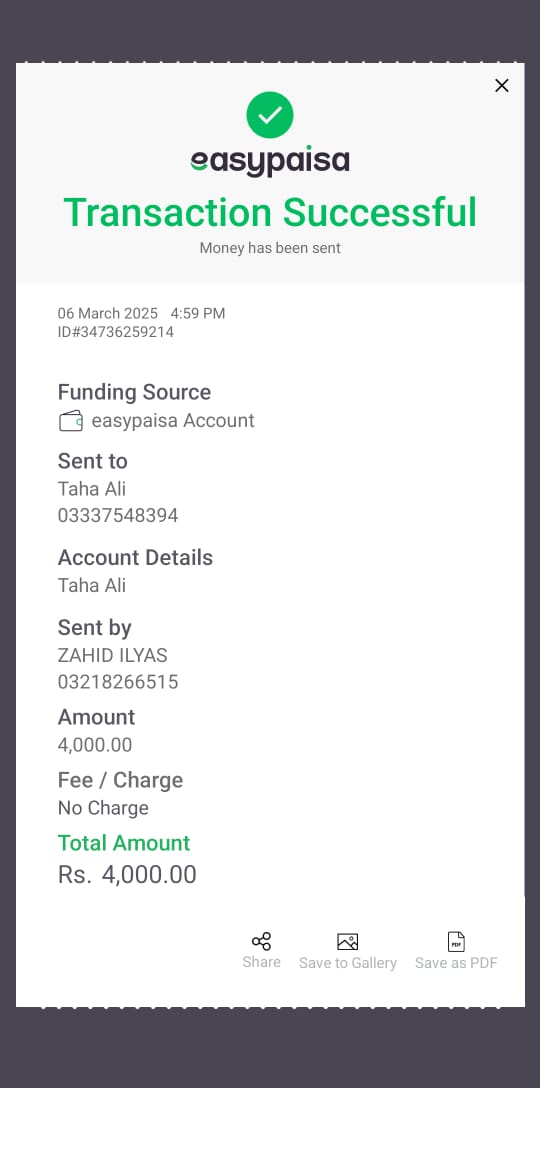 easypaisa
Transaction Successful
Money has been sent
06 March 2025 4:59 PM
ID#34736259214
Funding Source
easypaisa Account
Sent to
Taha Ali
03337548394
Account Details
Taha Ali
Sent by
ZAHID ILYAS
03218266515
Amount
4,000.00
Fee / Charge
No Charge
Total Amount
Rs. 4,000.00
PDF
Share Save to Gallery Save as PDF